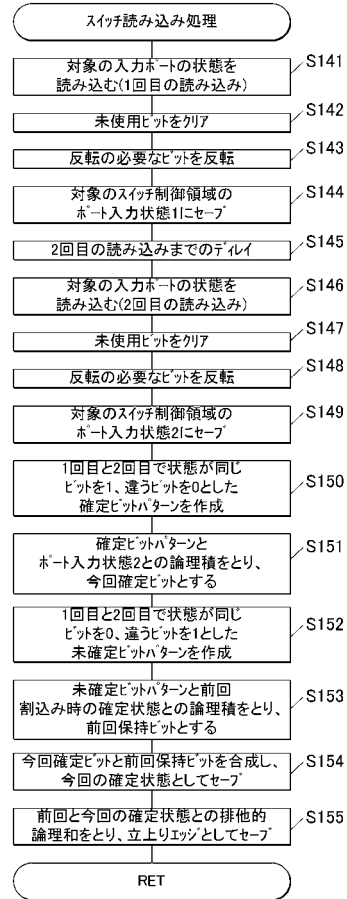 スイッチ読み込み処理
対象の入力ポートの状態を
読み込む(1回目の読み込み)
S141
未使用ビットをクリア
S142
反転の必要なビットを反転
S143
対象のスイッチ制御領域の
ポート入力状態1にセーブ
S144
2回目の読み込みまでのディレイ
S145
対象の入力ポートの状態を
読み込む(2回目の読み込み)
S146
未使用ビットをクリア
S147
反転の必要なビットを反転
S148
対象のスイッチ制御領域の
ポート入力状態2にセーブ
S149
1回目と2回目で状態が同じ
ビットを1、違うビットを0とした
確定ビットパターンを作成
S150
確定ビットパターンと
ポート入力状態2との論理積をとり、
今回確定ビットとする
S151
1回目と2回目で状態が同じ
ビットを0、違うビットを1とした
未確定ビットパターンを作成
S152
未確定ビットパターンと前回
割込み時の確定状態との論理積をとり、
前回保持ビットとする
S153
今回確定ビットと前回保持ビットを合成し、
今回の確定状態としてセーブ
S154
前回と今回の確定状態との排他的
論理和をとり、立上りエッジとしてセーブ
S155
RET